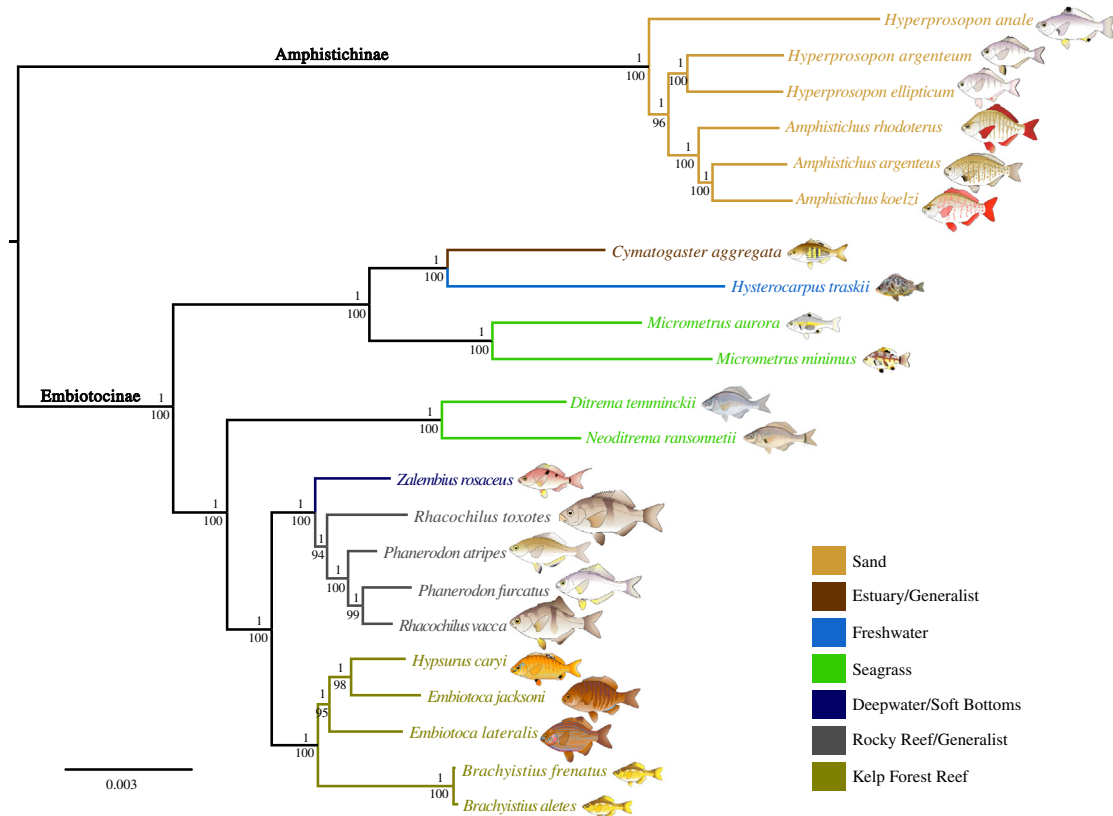 Amphistichinae
1
100
Hyperprosopon anale
1
100
Hyperprosopon argenteum
Hyperprosopon ellipticum
1
96
Amphistichus rhodoterus
1
100
Amphistichus argenteus
1
100
Amphistichus koelzi
Cymatogaster aggregata
1
100
Hysterocarpus traskii
1
100
Micrometrus aurora
1
100
Micrometrus minimus
Embiotocinae
1
100
Ditrema temminckii
1
100
Neoditrema ransonnetii
Zalembius rosaceus
1
100
1
100
Rhacochilus toxotes
1
94
Phanerodon atripes
1
100
Phanerodon furcatus
1
99
Rhacochilus vacca
1
100
Hypsurus caryi
1
98
Embiotoca jacksoni
1
95
Embiotoca lateralis
1
100
Brachyistius frenatus
1
100
Brachyistius aletes
0.003
Sand
Estuary/Generalist
Freshwater
Seagrass
Deepwater/Soft Bottoms
Rocky Reef/Generalist
Kelp Forest Reef